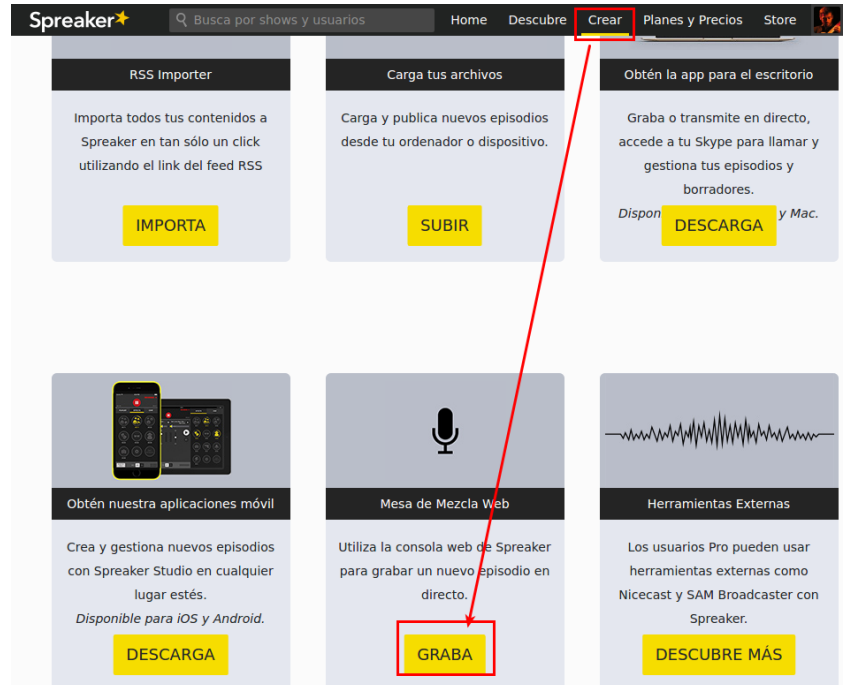 Spreaker
Busca por shows y usuarios
Home
Descubre
Crear
Planes y Precios
Store
RSS Importer
Importa todos tus contenidos a
Spreaker en tan sólo un click
utilizando el link del feed RSS
IMPORTA
Carga tus archivos
Carga y publica nuevos episodios
desde tu ordenador o dispositivo.
SUBIR
Obtén la app para el escritorio
Graba o transmite en directo,
accede a tu Skype para llamar y
gestiona tus episodios y
borradores.
y Mac.
DESCARGA
Obtén nuestra aplicaciones móvil
Crea y gestiona nuevos episodios
con Spreaker Studio en cualquier
lugar estés.
Disponible para iOS y Android.
DESCARGA
Mesa de Mezcla Web
Utiliza la consola web de Spreaker
para grabar un nuevo episodio en
directo.
GRABA
Herramientas Externas
Los usuarios Pro pueden usar
herramientas externas como
Nicecast y SAM Broadcaster con
Spreaker.
DESCUBRE MÁS